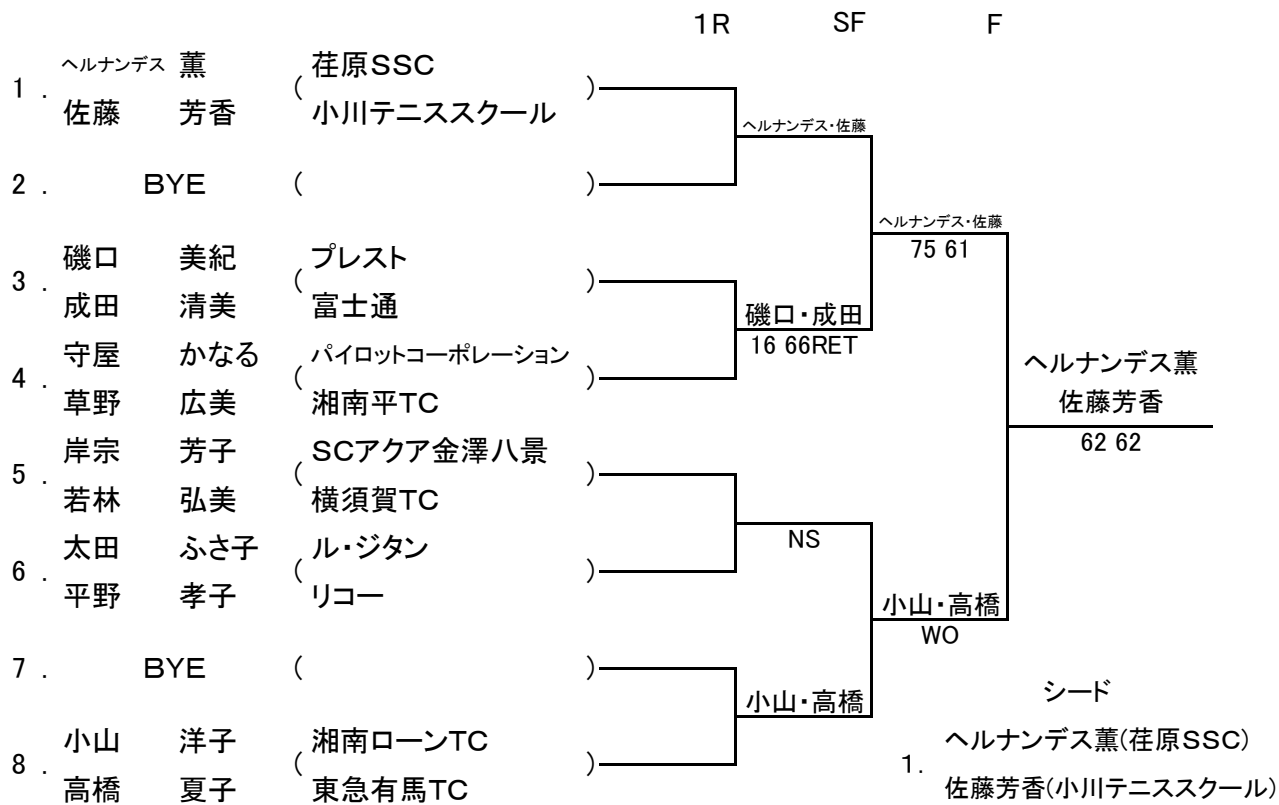 1R SF F
1 . ヘルナンデス 薫 ( 荏原SSC )
佐藤 芳香 小川テニススクール
ヘルナンデス・佐藤
2 . BYE ( )
ヘルナンデス・佐藤
75 61
3 . 磯口 美紀 ( プレスト )
成田 清美 富士通
磯口・成田
16 66RET
4 . 守屋 かなる ( パイロットコーポレーション )
草野 広美 湘南平TC
ヘルナンデス薫
佐藤芳香
62 62
5 . 岸宗 芳子 ( SCアクア金澤八景 )
若林 弘美 横須賀TC
NS
6 . 太田 ふさ子 ( ル・ジタン )
平野 孝子 リコー
小山・高橋
WO
7 . BYE ( )
小山・高橋
8 . 小山 洋子 ( 湘南ローンTC )
高橋 夏子 東急有馬TC
シード
1. ヘルナンデス薫(荏原SSC)
佐藤芳香(小川テニススクール)